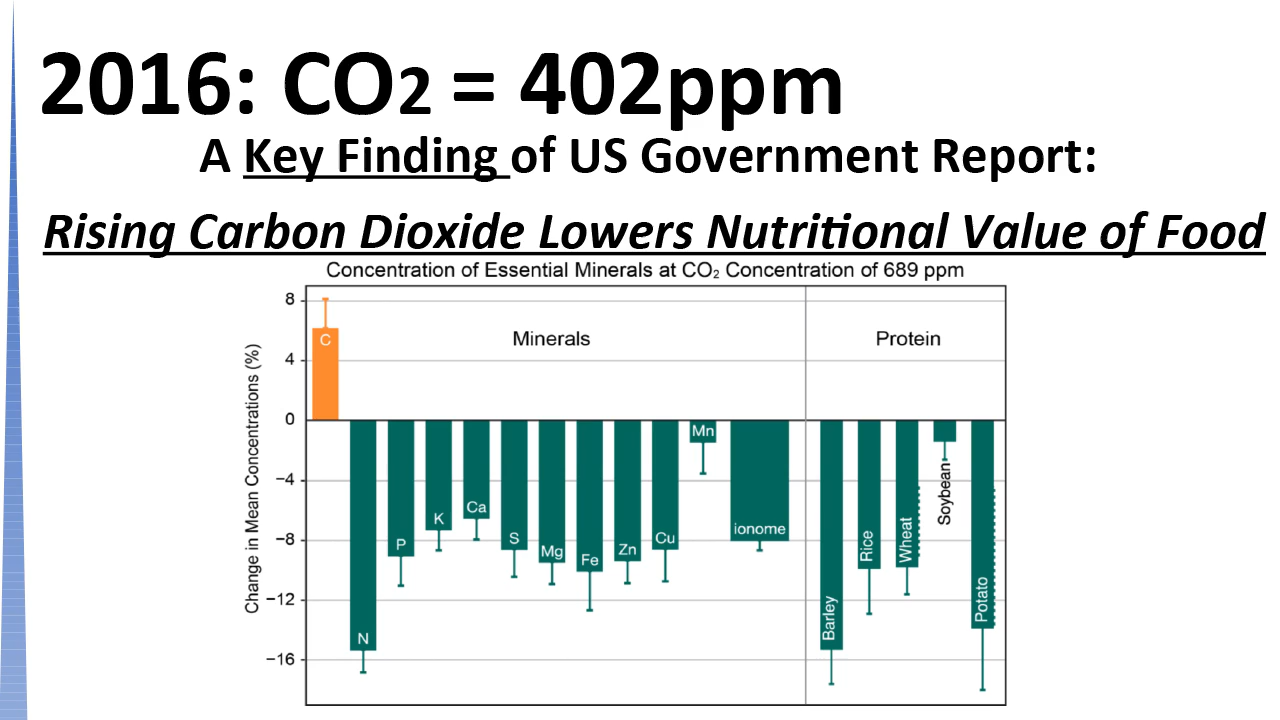 2016: CO2 = 402ppm
A Key Finding of US Government Report:
Rising Carbon Dioxide Lowers Nutritional Value of Food
Concentration of Essential Minerals at CO₂ Concentration of 689 ppm
Change in Mean Concentrations (%)
8
4
0
−4
−8
−12
−16
Minerals
Protein
C
N
P
K
Ca
S
Mg
Fe
Zn
Cu
Mn
ionome
Barley
Rice
Wheat
Soybean
Potato